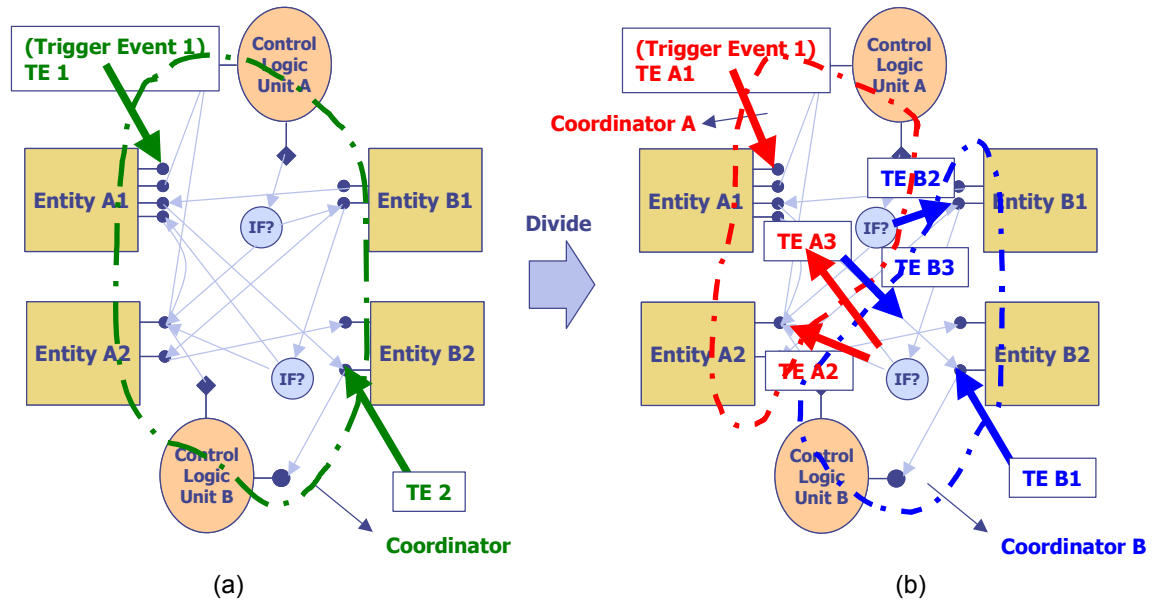 (Trigger Event 1)
TE 1
Control
Logic
Unit A
Entity A1
Entity B1
IF?
Entity A2
Entity B2
IF?
Control
Logic
Unit B
TE 2
Coordinator
(a)
Divide
(Trigger Event 1)
TE A1
Control
Logic
Unit A
Coordinator A
TE B2
Entity A1
Entity B1
IF?
TE A3
TE B3
Entity A2
Entity B2
TE A2
IF?
Control
Logic
Unit B
TE B1
Coordinator B
(b)